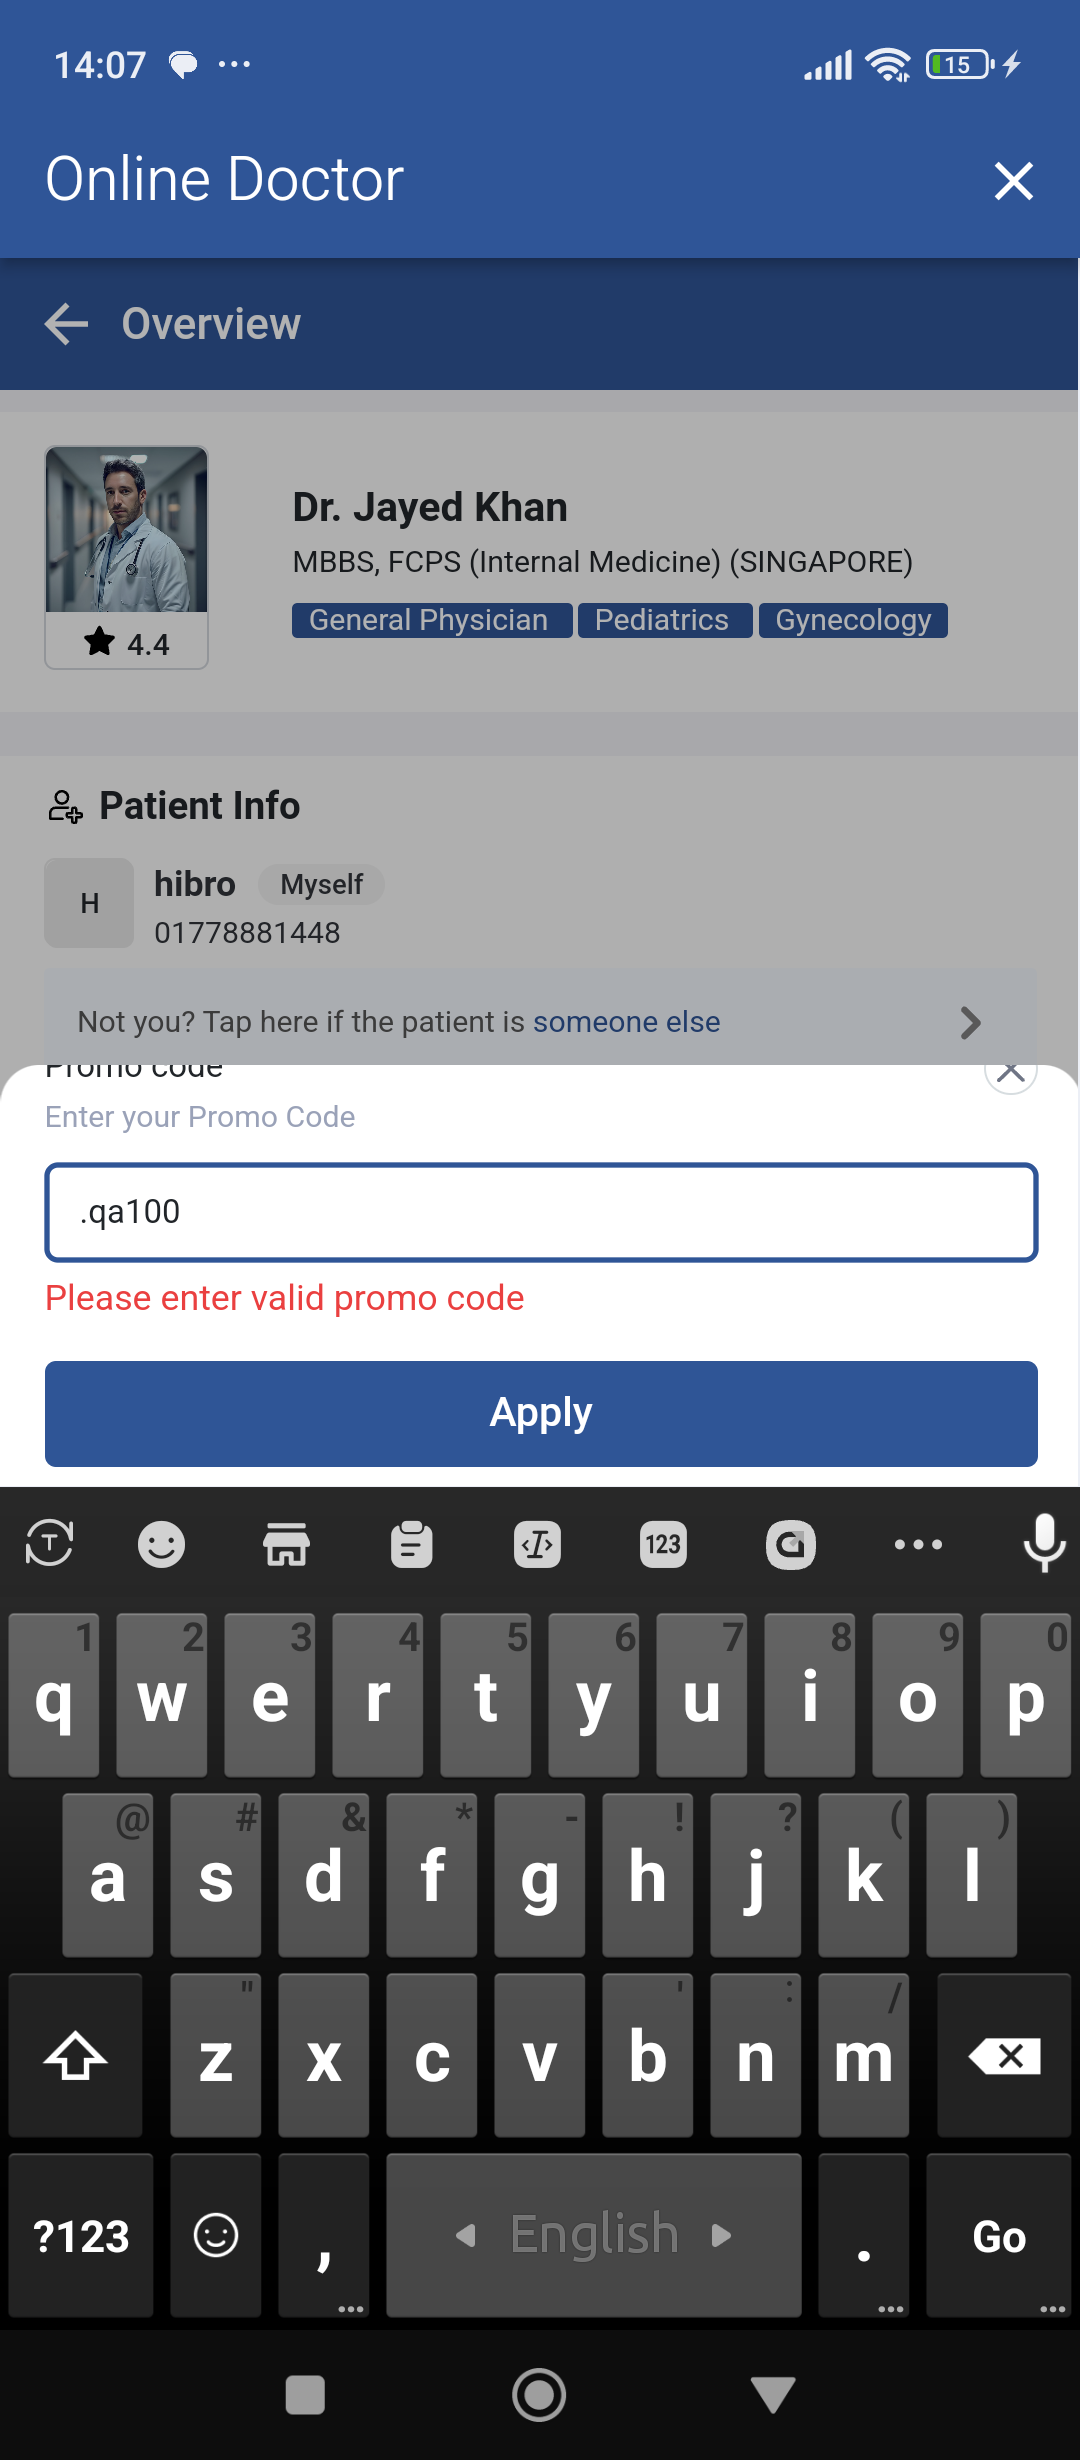 14:07
15
Online Doctor
Overview
Dr. Jayed Khan
MBBS, FCPS (Internal Medicine) (SINGAPORE)
General Physician Pediatrics Gynecology
4.4
Patient Info
H
hibro Myself
01778881448
Not you? Tap here if the patient is someone else
Promo code
Enter your Promo Code
.qa100
Please enter valid promo code
Apply
T 123 G
1 2 3 4 5 6 7 8 9 0
q w e r t y u i o p
@ # & * - ! ? ( )
a s d f g h j k l
" ' : /
z x c v b n m
?123 , English . Go